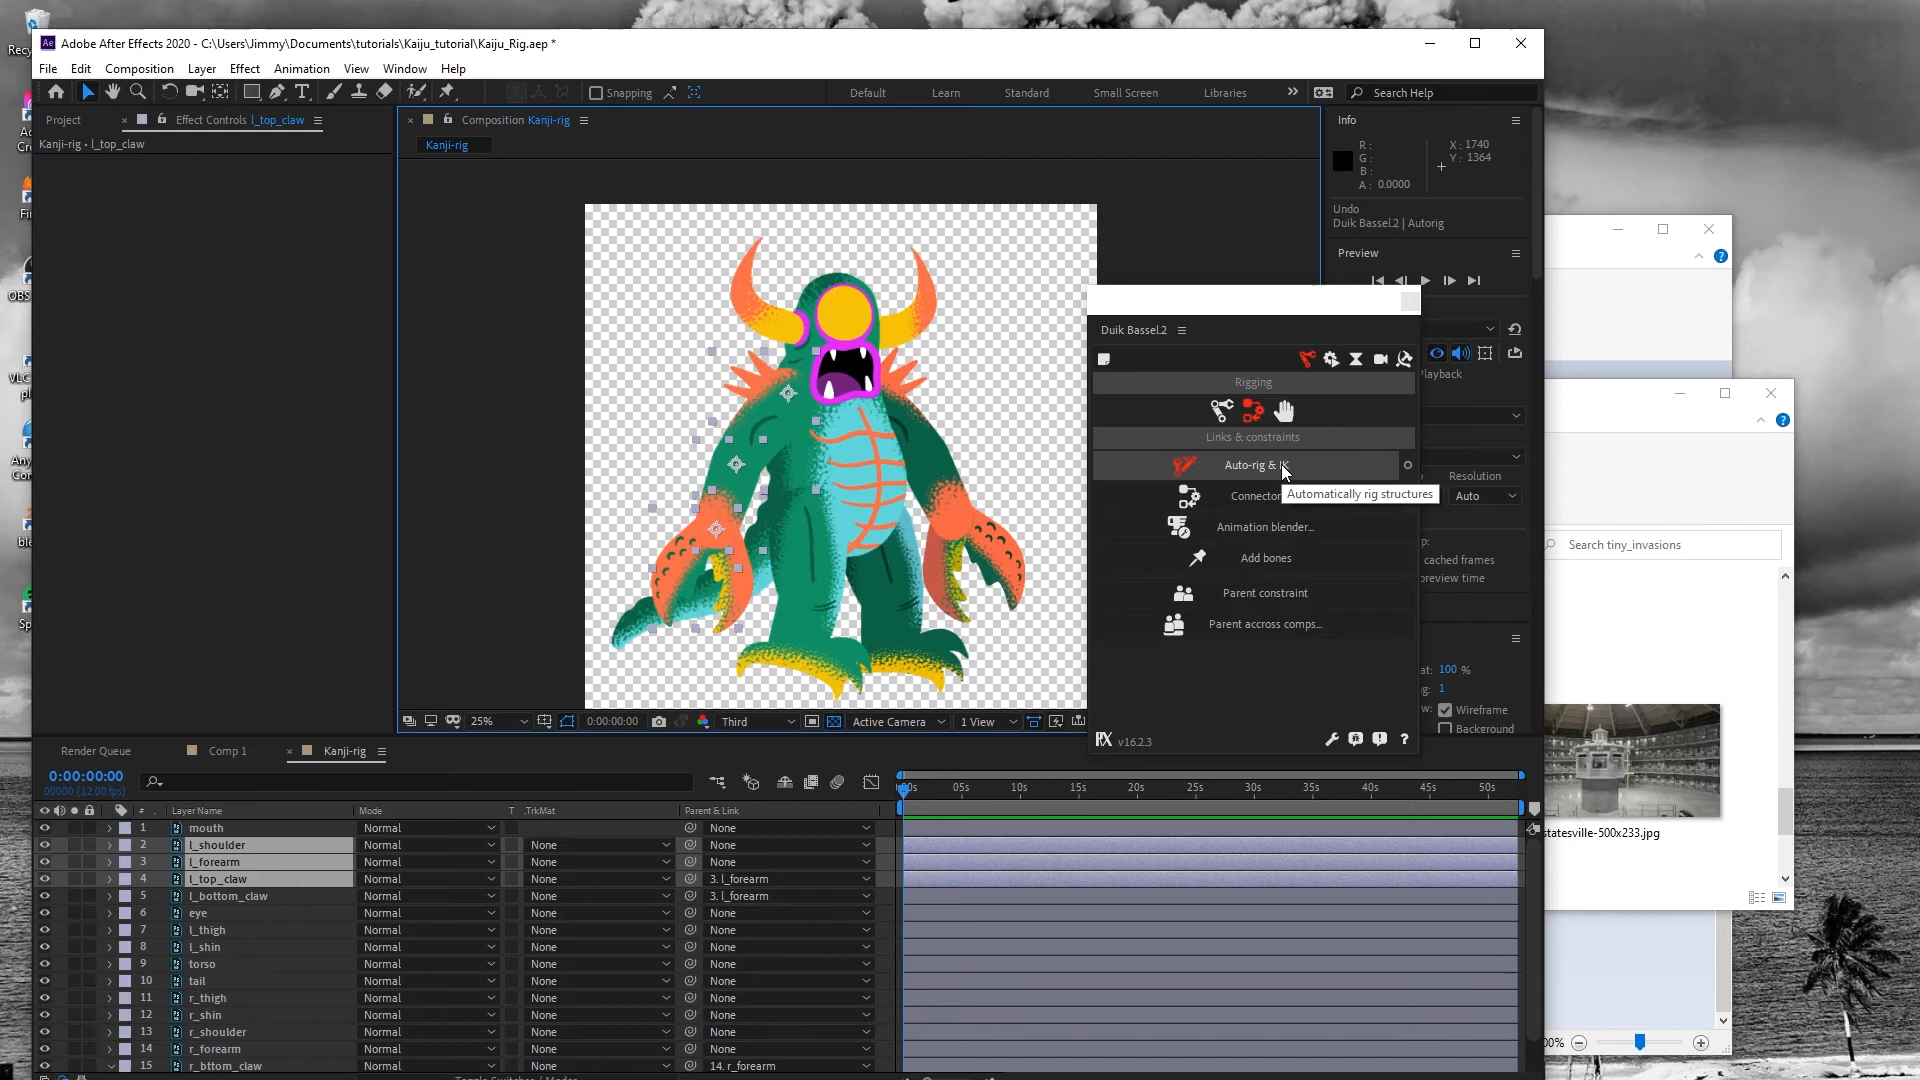 Recy
Ae Adobe After Effects 2020 - C:\Users\Jimmy\Documents\tutorials\Kaiju_tutorial\Kaiju_Rig.aep *
File Edit Composition Layer Effect Animation View Window Help
Snapping Default Learn Standard Small Screen Libraries Search Help
Project Effect Controls l_top_claw Composition Kanji-rig Info
Kanji-rig • l_top_claw Kanji-rig
R :
G :
B :
A : 0.0000
X : 1740
Y : 1364
Undo
Duik Bassel.2 | Autorig
Preview
Duik Bassel.2
Rigging
Links & constraints
Auto-rig &
Connector
Automatically rig structures
Animation blender...
Add bones
Parent constraint
Parent accross comps...
v16.2.3
Playback
Resolution
Auto
cached frames
preview time
100 %
1
Wireframe
Background
25% 0:00:00:00 Third Active Camera 1 View
Search tiny_invasions
statesville-500x233.jpg
Render Queue Comp 1 Kanji-rig
0:00:00:00
00000 (12.00 fps)
05s 10s 15s 20s 25s 30s 35s 40s 45s 50s
# Layer Name Mode T .TrkMat Parent & Link
1 mouth Normal None
2 l_shoulder Normal None None
3 l_forearm Normal None None
4 l_top_claw Normal None 3. l_forearm
5 l_bottom_claw Normal None 3. l_forearm
6 eye Normal None None
7 l_thigh Normal None None
8 l_shin Normal None None
9 torso Normal None None
10 tail Normal None None
11 r_thigh Normal None None
12 r_shin Normal None None
13 r_shoulder Normal None None
14 r_forearm Normal None None
15 r_bttom_claw Normal None 14. r_forearm